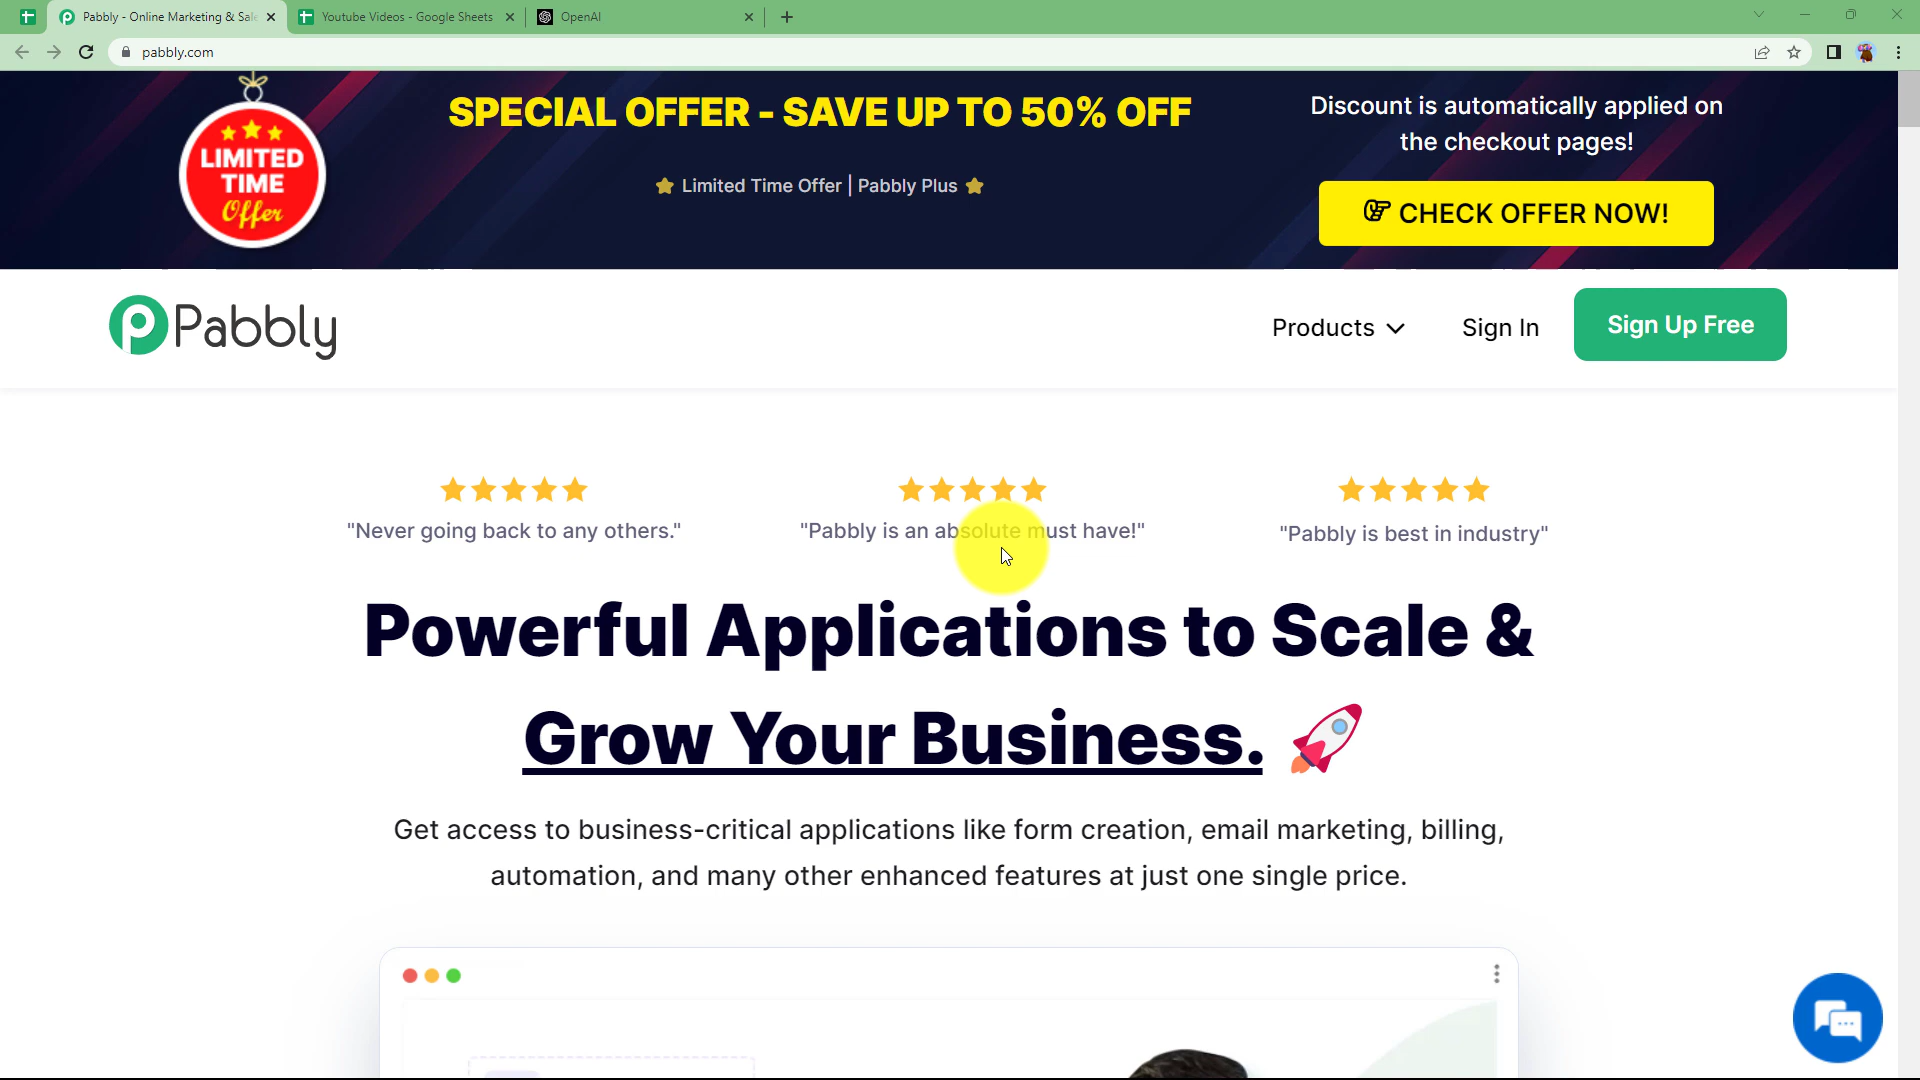 Pabbly - Online Marketing & Sale
Youtube Videos - Google Sheets
OpenAI
pabbly.com
LIMITED
TIME
Offer
SPECIAL OFFER - SAVE UP TO 50% OFF
Limited Time Offer | Pabbly Plus
Discount is automatically applied on
the checkout pages!
CHECK OFFER NOW!
Pabbly
Products
Sign In
Sign Up Free
"Never going back to any others."
"Pabbly is an absolute must have!"
"Pabbly is best in industry"
Powerful Applications to Scale &
Grow Your Business.
Get access to business-critical applications like form creation, email marketing, billing,
automation, and many other enhanced features at just one single price.